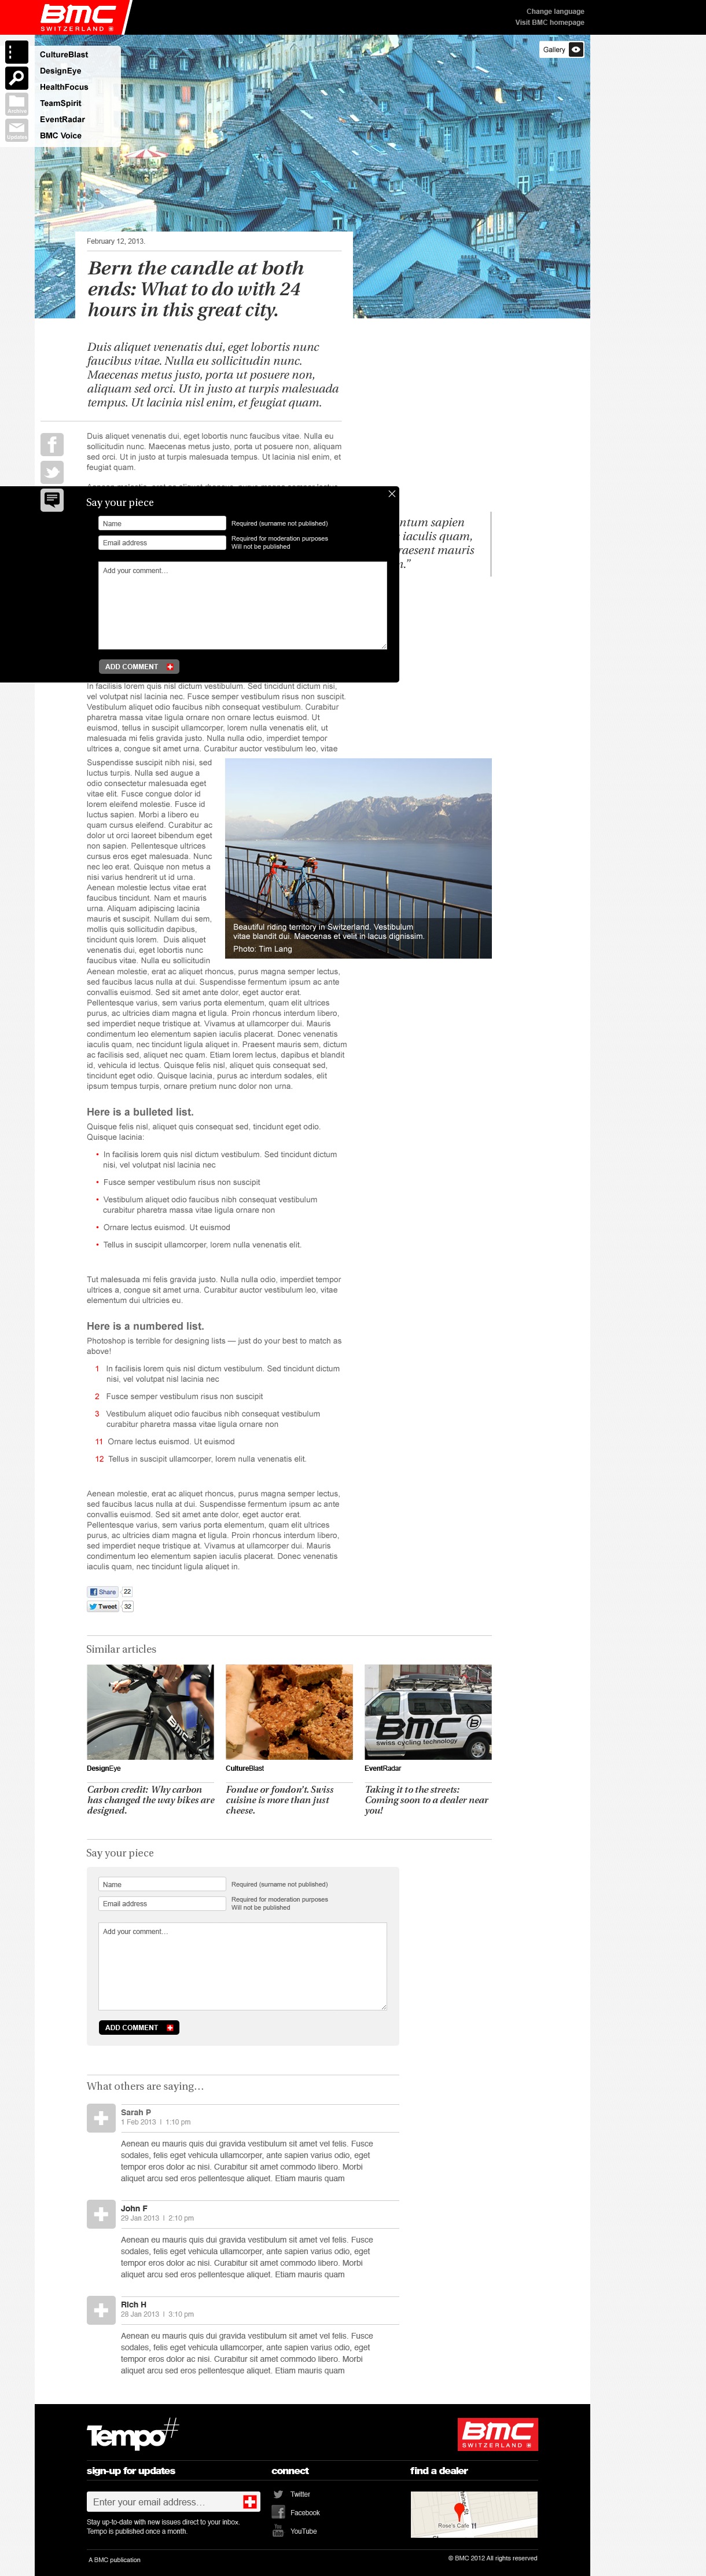 BMC
SWITZERLAND
Change language
Visit BMC homepage
CultureBlast
DesignEye
HealthFocus
TeamSpirit
EventRadar
BMC Voice
Archive
Updates
Gallery
February 12, 2013.
Bern the candle at both
ends: What to do with 24
hours in this great city.
Duis aliquet venenatis dui, eget lobortis nunc
faucibus vitae. Nulla eu sollicitudin nunc.
Maecenas metus justo, porta ut posuere non,
aliquam sed orci. Ut in justo at turpis malesuada
tempus. Ut lacinia nisl enim, et feugiat quam.
Duis aliquet venenatis dui, eget lobortis nunc faucibus vitae. Nulla eu
sollicitudin nunc. Maecenas metus justo, porta ut posuere non, aliquam
sed orci. Ut in justo at turpis malesuada tempus. Ut lacinia nisl enim, et
feugiat quam.
Say your piece
Name
Required (surname not published)
Email address
Required for moderation purposes
Will not be published
Add your comment...
ADD COMMENT
ntum sapien
iaculis quam,
raesent mauris
n.”
In facilisis lorem quis nisl dictum vestibulum. Sed tincidunt dictum nisi,
vel volutpat nisl lacinia nec. Fusce semper vestibulum risus non suscipit.
Vestibulum aliquet odio faucibus nibh consequat vestibulum. Curabitur
pharetra massa vitae ligula ornare non ornare lectus euismod. Ut
euismod, tellus in suscipit ullamcorper, lorem nulla venenatis elit, ut
malesuada mi felis gravida justo. Nulla nulla odio, imperdiet tempor
ultrices a, congue sit amet urna. Curabitur auctor vestibulum leo, vitae
Suspendisse suscipit nibh nisi, sed
luctus turpis. Nulla sed augue a
odio consectetur malesuada eget
vitae elit. Fusce congue dolor id
lorem eleifend molestie. Fusce id
luctus sapien. Morbi a libero eu
quam cursus eleifend. Curabitur ac
dolor ut orci laoreet bibendum eget
non sapien. Pellentesque ultrices
cursus eros eget malesuada. Nunc
nec leo erat. Quisque non metus a
nisi varius hendrerit ut id urna.
Aenean molestie lectus vitae erat
faucibus tincidunt. Nam et mauris
urna. Aliquam adipiscing lacinia
mauris et suscipit. Nullam dui sem,
mollis quis sollicitudin dapibus,
tincidunt quis lorem. Duis aliquet
venenatis dui, eget lobortis nunc
faucibus vitae. Nulla eu sollicitudin
Beautiful riding territory in Switzerland. Vestibulum
vitae blandit dui. Maecenas et velit in lacus dignissim.
Photo: Tim Lang
Aenean molestie, erat ac aliquet rhoncus, purus magna semper lectus,
sed faucibus lacus nulla at dui. Suspendisse fermentum ipsum ac ante
convallis euismod. Sed sit amet ante dolor, eget auctor erat.
Pellentesque varius, sem varius porta elementum, quam elit ultrices
purus, ac ultricies diam magna et ligula. Proin rhoncus interdum libero,
sed imperdiet neque tristique at. Vivamus at ullamcorper dui. Mauris
condimentum leo elementum sapien iaculis placerat. Donec venenatis
iaculis quam, nec tincidunt ligula aliquet in. Praesent mauris sem, dictum
ac facilisis sed, aliquet nec quam. Etiam lorem lectus, dapibus et blandit
id, vehicula id lectus. Quisque felis nisl, aliquet quis consequat sed,
tincidunt eget odio. Quisque lacinia, purus ac interdum sodales, elit
ipsum tempus turpis, ornare pretium nunc dolor non urna.
Here is a bulleted list.
Quisque felis nisl, aliquet quis consequat sed, tincidunt eget odio.
Quisque lacinia:
• In facilisis lorem quis nisl dictum vestibulum. Sed tincidunt dictum
nisi, vel volutpat nisl lacinia nec
• Fusce semper vestibulum risus non suscipit
• Vestibulum aliquet odio faucibus nibh consequat vestibulum
curabitur pharetra massa vitae ligula ornare non
• Ornare lectus euismod. Ut euismod
• Tellus in suscipit ullamcorper, lorem nulla venenatis elit.
Tut malesuada mi felis gravida justo. Nulla nulla odio, imperdiet tempor
ultrices a, congue sit amet urna. Curabitur auctor vestibulum leo, vitae
elementum dui ultricies eu.
Here is a numbered list.
Photoshop is terrible for designing lists — just do your best to match as
above!
1 In facilisis lorem quis nisl dictum vestibulum. Sed tincidunt dictum
nisi, vel volutpat nisl lacinia nec
2 Fusce semper vestibulum risus non suscipit
3 Vestibulum aliquet odio faucibus nibh consequat vestibulum
curabitur pharetra massa vitae ligula ornare non
11 Ornare lectus euismod. Ut euismod
12 Tellus in suscipit ullamcorper, lorem nulla venenatis elit.
Aenean molestie, erat ac aliquet rhoncus, purus magna semper lectus,
sed faucibus lacus nulla at dui. Suspendisse fermentum ipsum ac ante
convallis euismod. Sed sit amet ante dolor, eget auctor erat.
Pellentesque varius, sem varius porta elementum, quam elit ultrices
purus, ac ultricies diam magna et ligula. Proin rhoncus interdum libero,
sed imperdiet neque tristique at. Vivamus at ullamcorper dui. Mauris
condimentum leo elementum sapien iaculis placerat. Donec venenatis
iaculis quam, nec tincidunt ligula aliquet in.
Share 22
Tweet 32
Similar articles
BMC
BMC
swiss cycling technology
DesignEye
CultureBlast
EventRadar
Carbon credit: Why carbon
has changed the way bikes are
designed.
Fondue or fondon't. Swiss
cuisine is more than just
cheese.
Taking it to the streets:
Coming soon to a dealer near
you!
Say your piece
Name
Required (surname not published)
Email address
Required for moderation purposes
Will not be published
Add your comment...
ADD COMMENT
What others are saying...
Sarah P
1 Feb 2013 | 1:10 pm
Aenean eu mauris quis dui gravida vestibulum sit amet vel felis. Fusce
sodales, felis eget vehicula ullamcorper, ante sapien varius odio, eget
tempor eros dolor ac nisi. Curabitur sit amet commodo libero. Morbi
aliquet arcu sed eros pellentesque aliquet. Etiam mauris quam
John F
29 Jan 2013 | 2:10 pm
Aenean eu mauris quis dui gravida vestibulum sit amet vel felis. Fusce
sodales, felis eget vehicula ullamcorper, ante sapien varius odio, eget
tempor eros dolor ac nisi. Curabitur sit amet commodo libero. Morbi
aliquet arcu sed eros pellentesque aliquet. Etiam mauris quam
Rich H
28 Jan 2013 | 3:10 pm
Aenean eu mauris quis dui gravida vestibulum sit amet vel felis. Fusce
sodales, felis eget vehicula ullamcorper, ante sapien varius odio, eget
tempor eros dolor ac nisi. Curabitur sit amet commodo libero. Morbi
aliquet arcu sed eros pellentesque aliquet. Etiam mauris quam
Tempo#
BMC
SWITZERLAND
sign-up for updates
connect
find a dealer
Enter your email address...
Stay up-to-date with new issues direct to your inbox.
Tempo is published once a month.
Twitter
Facebook
YouTube
Rose's Cafe
A BMC publication
© BMC 2012 All rights reserved